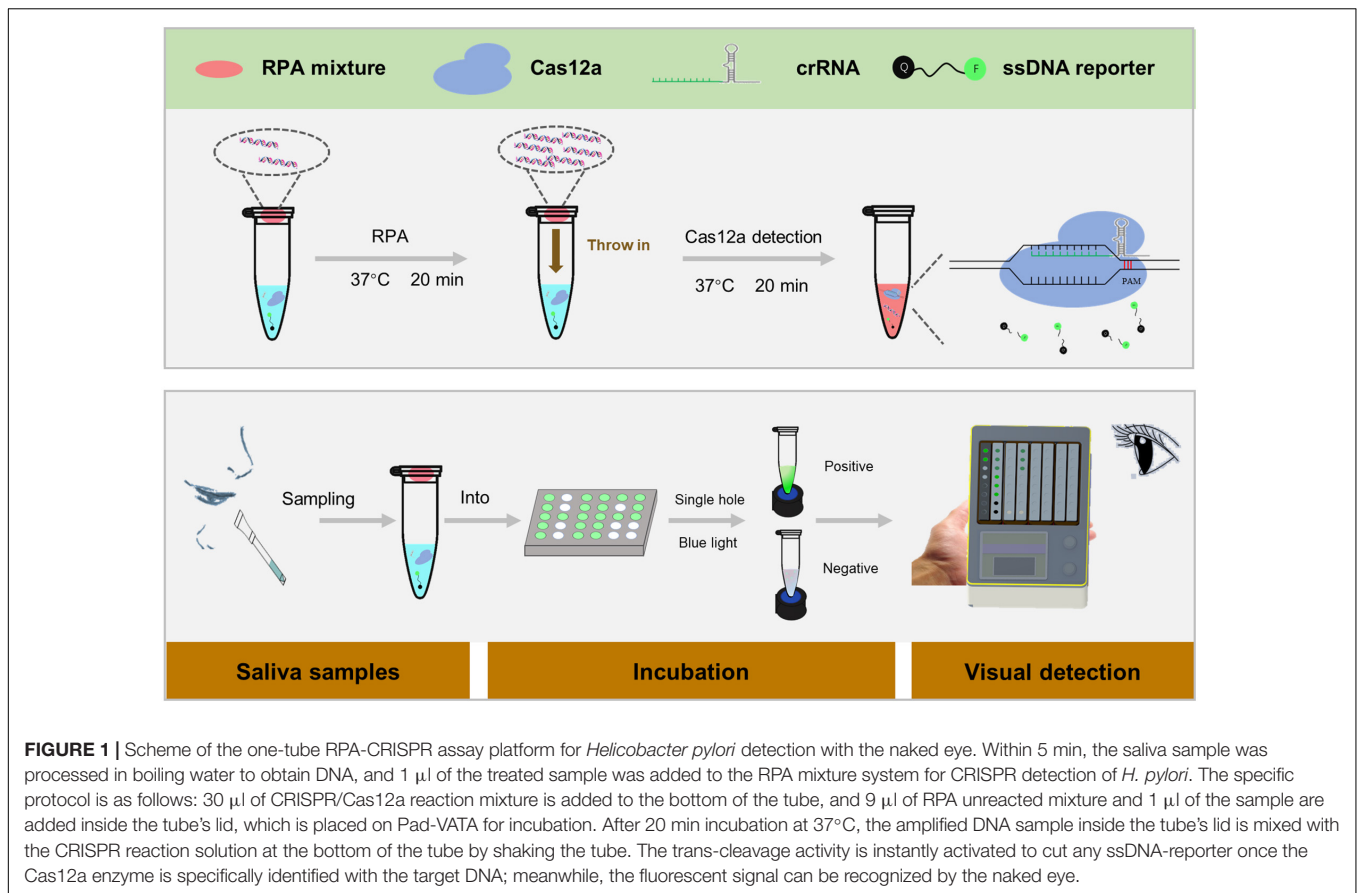 RPA mixture Cas12a crRNA Q F ssDNA reporter
RPA
37°C 20 min
Throw in
Cas12a detection
37°C 20 min
PAM
Sampling
Into
Single hole
Blue light
Positive
Negative
Saliva samples Incubation Visual detection
FIGURE 1 | Scheme of the one-tube RPA-CRISPR assay platform for Helicobacter pylori detection with the naked eye. Within 5 min, the saliva sample was
processed in boiling water to obtain DNA, and 1 µl of the treated sample was added to the RPA mixture system for CRISPR detection of H. pylori. The specific
protocol is as follows: 30 µl of CRISPR/Cas12a reaction mixture is added to the bottom of the tube, and 9 µl of RPA unreacted mixture and 1 µl of the sample are
added inside the tube's lid, which is placed on Pad-VATA for incubation. After 20 min incubation at 37°C, the amplified DNA sample inside the tube's lid is mixed with
the CRISPR reaction solution at the bottom of the tube by shaking the tube. The trans-cleavage activity is instantly activated to cut any ssDNA-reporter once the
Cas12a enzyme is specifically identified with the target DNA; meanwhile, the fluorescent signal can be recognized by the naked eye.